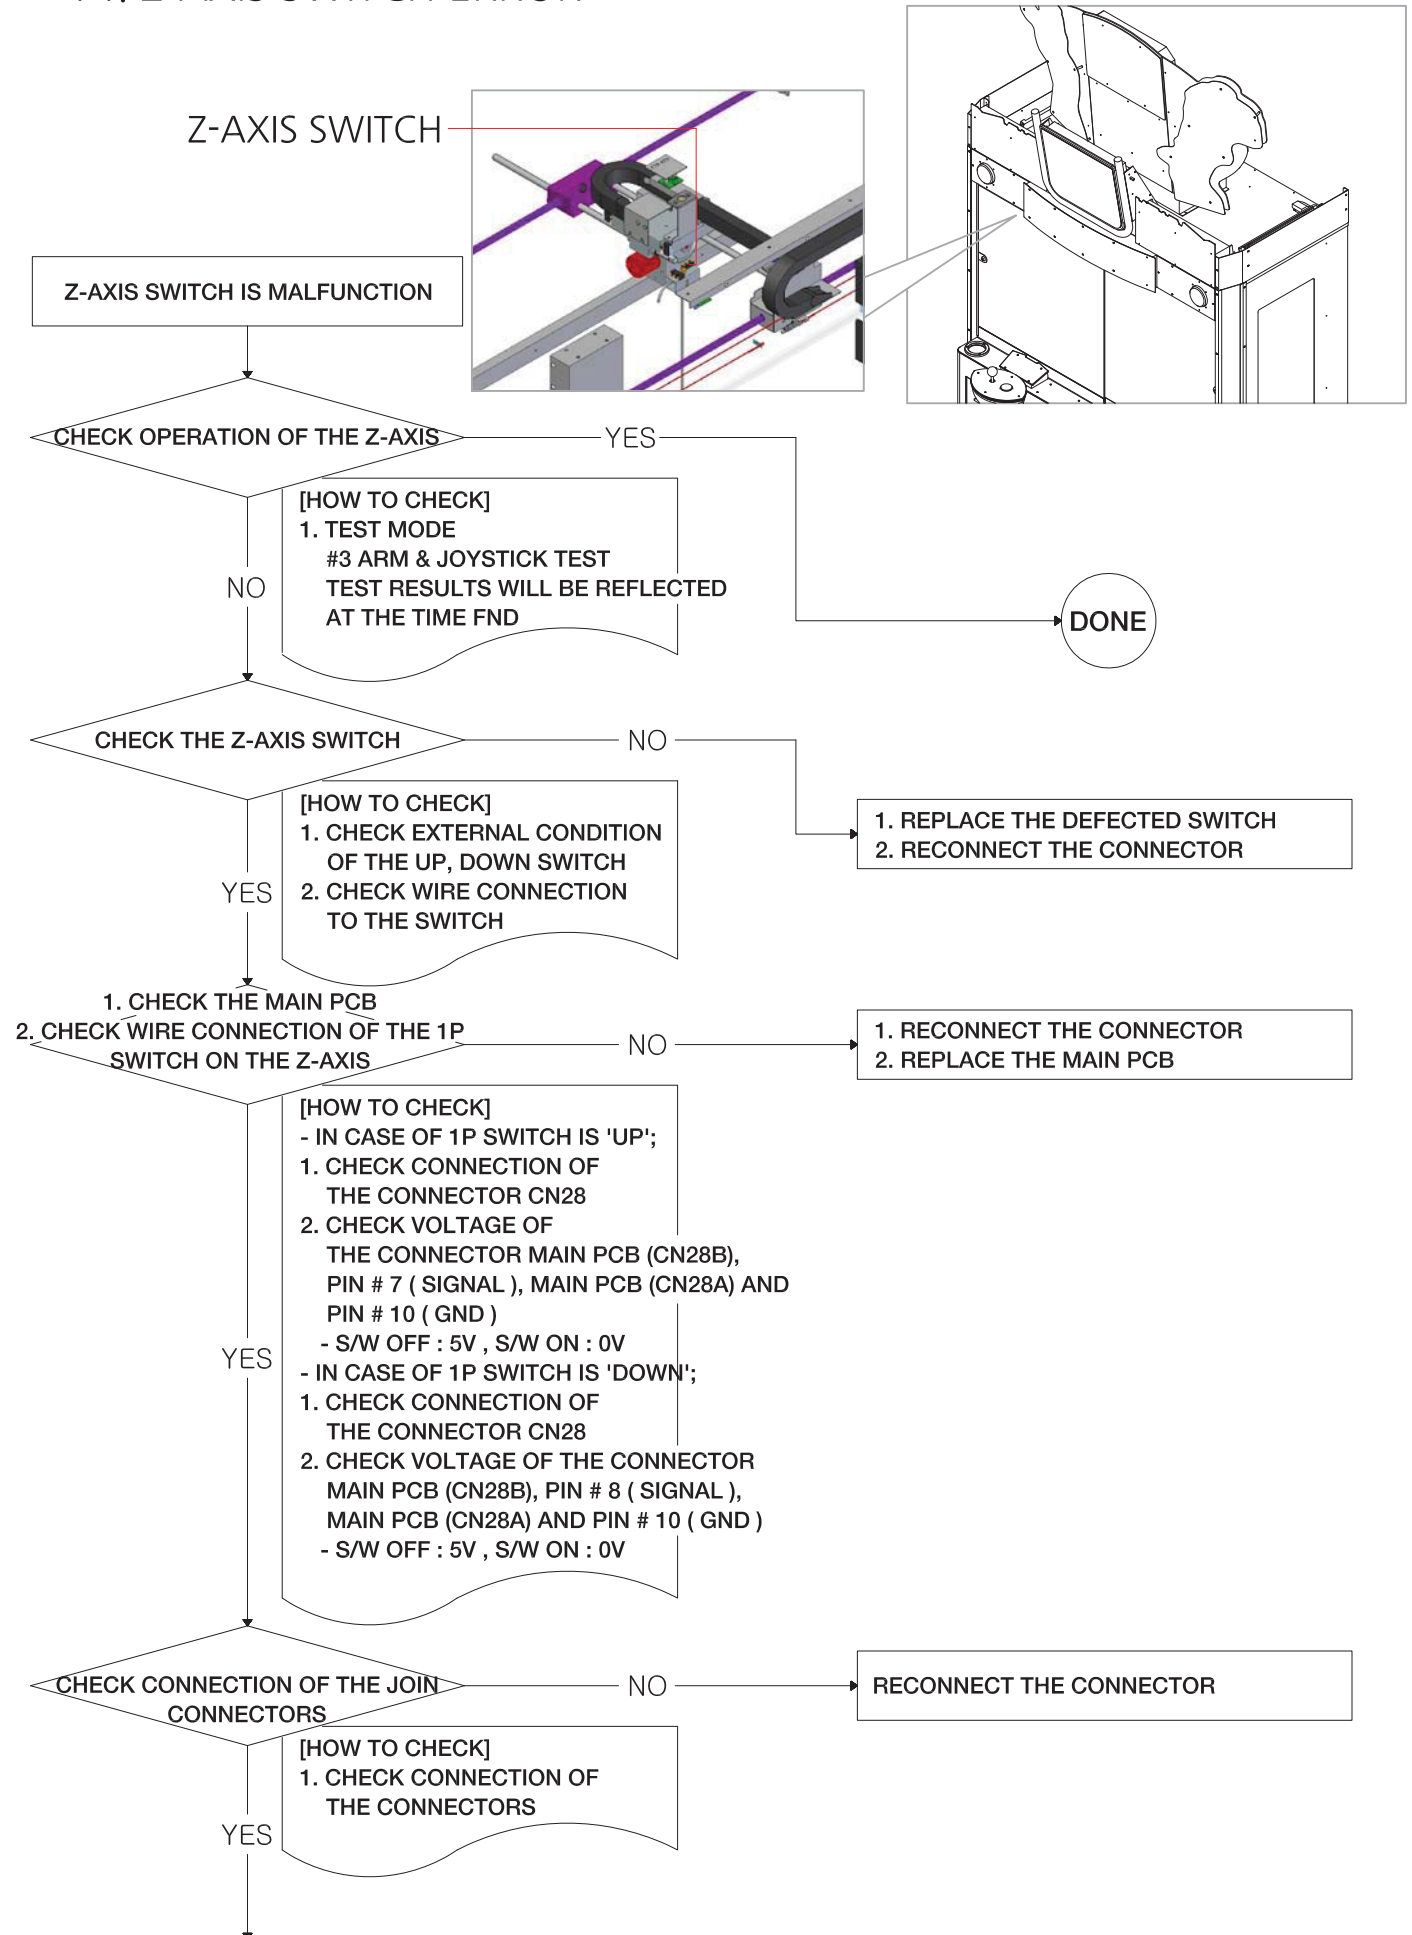 Z-AXIS SWITCH
Z-AXIS SWITCH IS MALFUNCTION
CHECK OPERATION OF THE Z-AXIS
YES
[HOW TO CHECK]
1. TEST MODE
#3 ARM & JOYSTICK TEST
TEST RESULTS WILL BE REFLECTED
AT THE TIME FND
NO
DONE
CHECK THE Z-AXIS SWITCH
NO
[HOW TO CHECK]
1. CHECK EXTERNAL CONDITION
OF THE UP, DOWN SWITCH
2. CHECK WIRE CONNECTION
TO THE SWITCH
1. REPLACE THE DEFECTED SWITCH
2. RECONNECT THE CONNECTOR
YES
1. CHECK THE MAIN PCB
2. CHECK WIRE CONNECTION OF THE 1P
SWITCH ON THE Z-AXIS
NO
1. RECONNECT THE CONNECTOR
2. REPLACE THE MAIN PCB
[HOW TO CHECK]
- IN CASE OF 1P SWITCH IS 'UP';
1. CHECK CONNECTION OF
THE CONNECTOR CN28
2. CHECK VOLTAGE OF
THE CONNECTOR MAIN PCB (CN28B),
PIN # 7 ( SIGNAL ), MAIN PCB (CN28A) AND
PIN # 10 ( GND )
- S/W OFF : 5V , S/W ON : 0V
- IN CASE OF 1P SWITCH IS 'DOWN';
1. CHECK CONNECTION OF
THE CONNECTOR CN28
2. CHECK VOLTAGE OF THE CONNECTOR
MAIN PCB (CN28B), PIN # 8 ( SIGNAL ),
MAIN PCB (CN28A) AND PIN # 10 ( GND )
- S/W OFF : 5V , S/W ON : 0V
YES
CHECK CONNECTION OF THE JOIN
CONNECTORS
NO
RECONNECT THE CONNECTOR
[HOW TO CHECK]
1. CHECK CONNECTION OF
THE CONNECTORS
YES